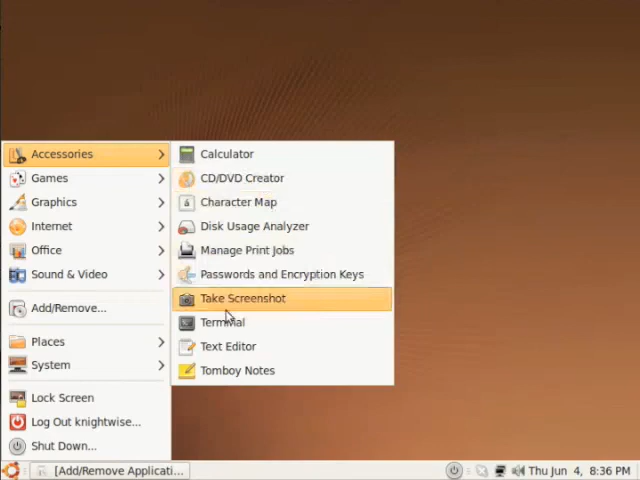 Accessories
Games
Graphics
Internet
Office
Sound & Video
Add/Remove...
Places
System
Lock Screen
Log Out knightwise...
Shut Down...
Calculator
CD/DVD Creator
Character Map
Disk Usage Analyzer
Manage Print Jobs
Passwords and Encryption Keys
Take Screenshot
Terminal
Text Editor
Tomboy Notes
[Add/Remove Applicati...
Thu Jun 4, 8:36 PM